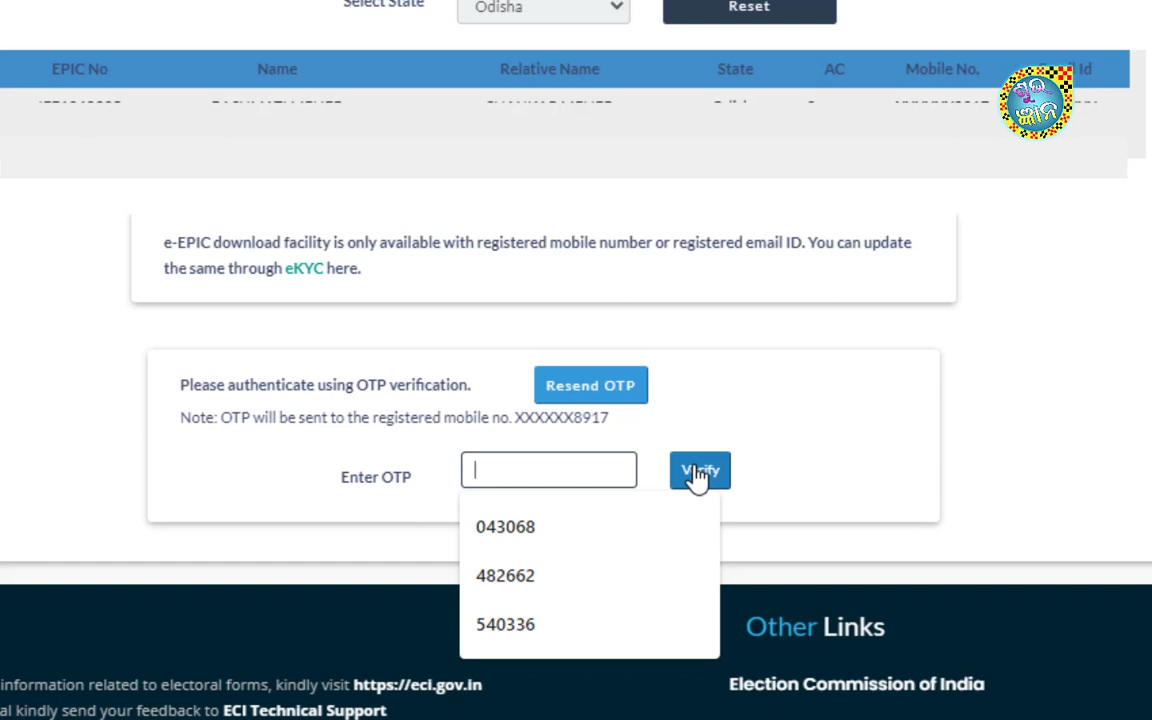 Select State
Odisha
Reset
EPIC No Name Relative Name State AC Mobile No. Id
e-EPIC download facility is only available with registered mobile number or registered email ID. You can update
the same through eKYC here.
Please authenticate using OTP verification.
Resend OTP
Note: OTP will be sent to the registered mobile no. XXXXXX8917
Enter OTP
Verify
043068
482662
540336
Other Links
information related to electoral forms, kindly visit https://eci.gov.in
Election Commission of India
al kindly send your feedback to ECI Technical Support